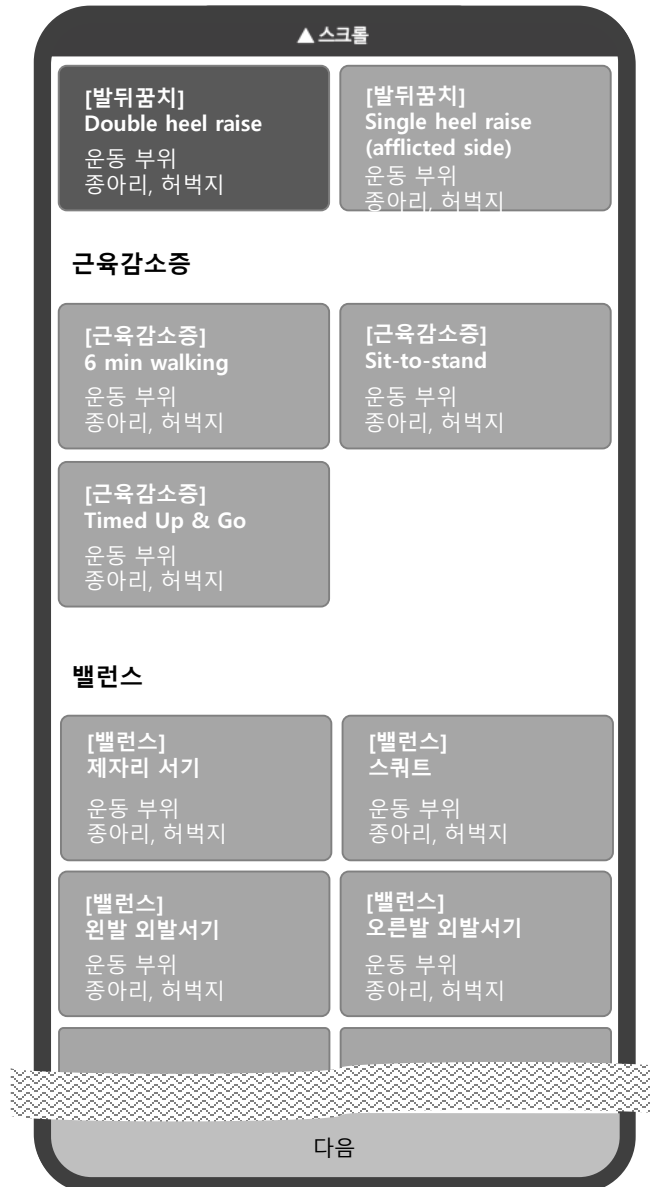 ▲스크롤
[발뒤꿈치]
Double heel raise
운동 부위
종아리, 허벅지
[발뒤꿈치]
Single heel raise
(afflicted side)
운동 부위
종아리, 허벅지
근육감소증
[근육감소증]
6 min walking
운동 부위
종아리, 허벅지
[근육감소증]
Sit-to-stand
운동 부위
종아리, 허벅지
[근육감소증]
Timed Up & Go
운동 부위
종아리, 허벅지
밸런스
[밸런스]
제자리 서기
운동 부위
종아리, 허벅지
[밸런스]
스쿼트
운동 부위
종아리, 허벅지
[밸런스]
왼발 외발서기
운동 부위
종아리, 허벅지
[밸런스]
오른발 외발서기
운동 부위
종아리, 허벅지
다음